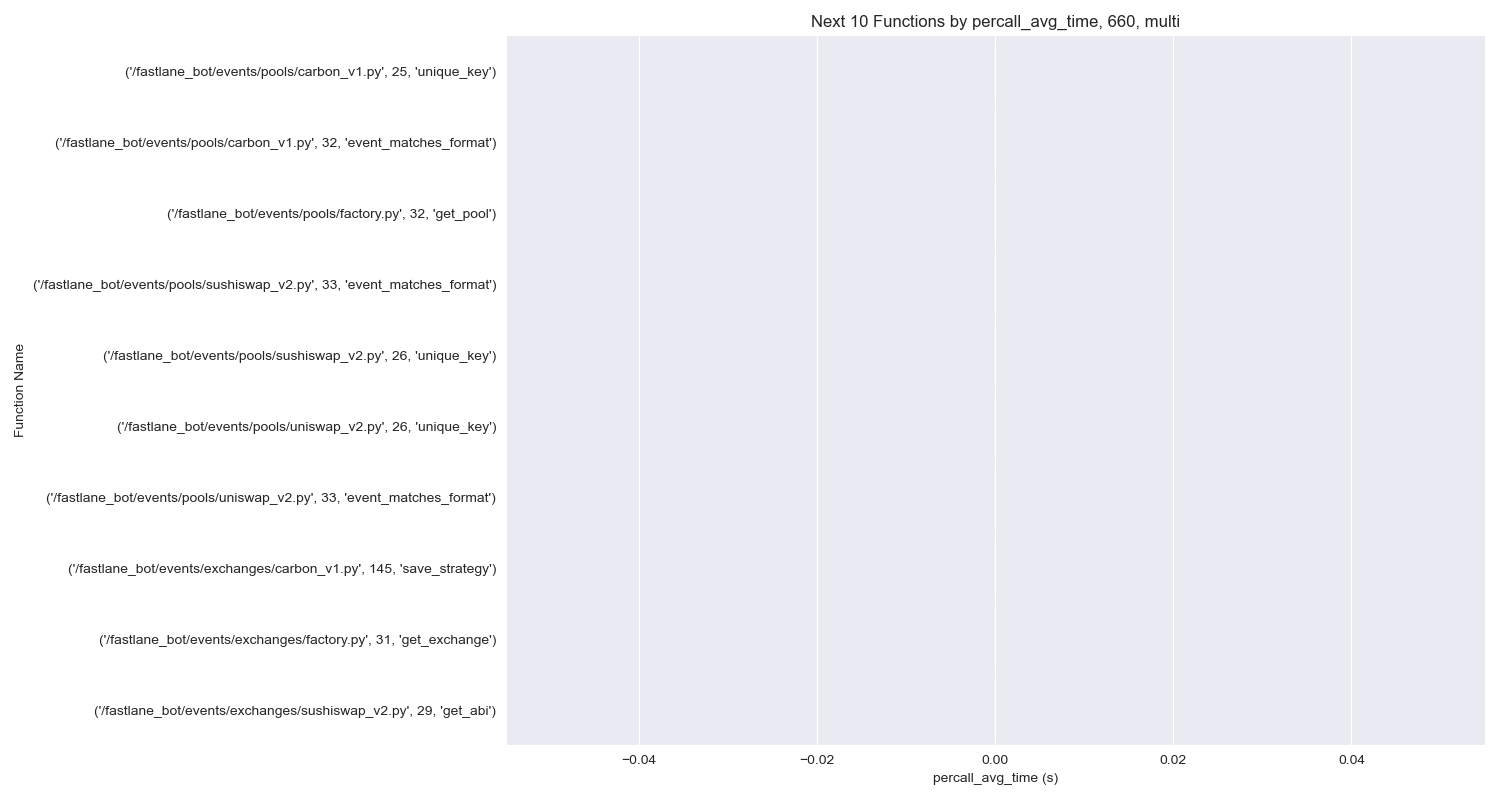 Next 10 Functions by percall_avg_time, 660, multi
Function Name
('/fastlane_bot/events/pools/carbon_v1.py', 25, 'unique_key')
('/fastlane_bot/events/pools/carbon_v1.py', 32, 'event_matches_format')
('/fastlane_bot/events/pools/factory.py', 32, 'get_pool')
('/fastlane_bot/events/pools/sushiswap_v2.py', 33, 'event_matches_format')
('/fastlane_bot/events/pools/sushiswap_v2.py', 26, 'unique_key')
('/fastlane_bot/events/pools/uniswap_v2.py', 26, 'unique_key')
('/fastlane_bot/events/pools/uniswap_v2.py', 33, 'event_matches_format')
('/fastlane_bot/events/exchanges/carbon_v1.py', 145, 'save_strategy')
('/fastlane_bot/events/exchanges/factory.py', 31, 'get_exchange')
('/fastlane_bot/events/exchanges/sushiswap_v2.py', 29, 'get_abi')
−0.04 −0.02 0.00 0.02 0.04
percall_avg_time (s)